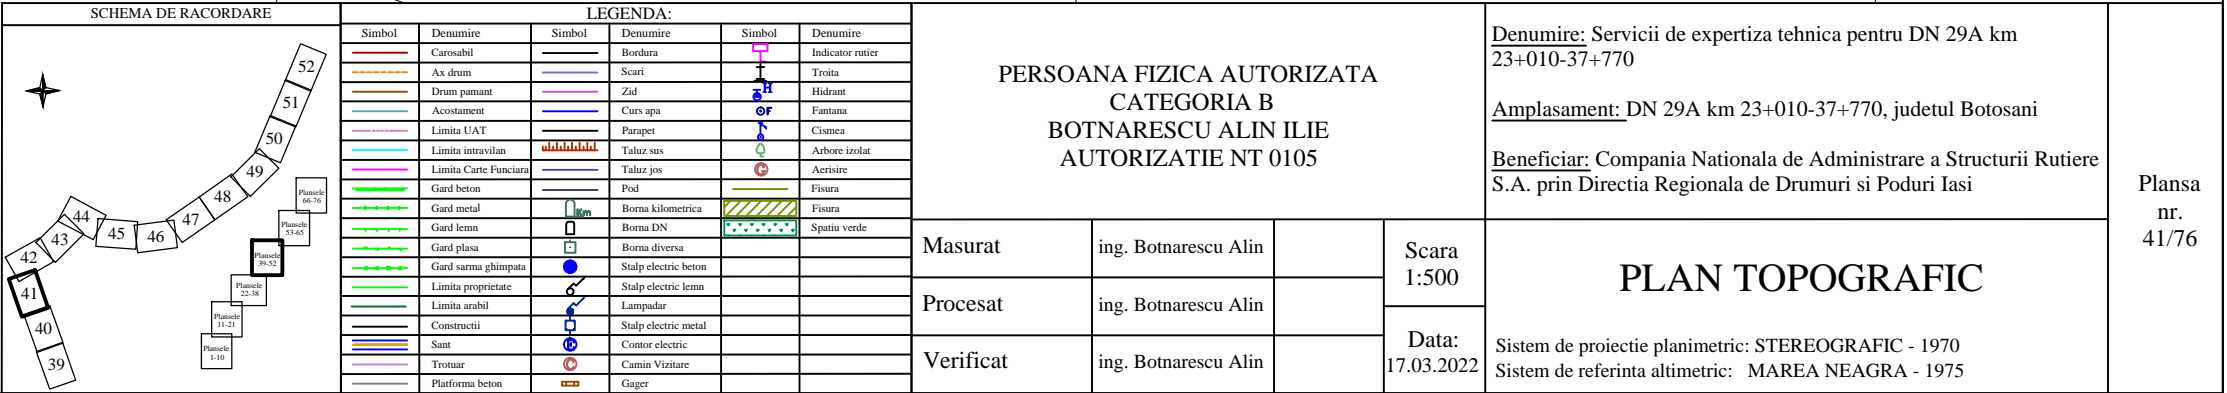 SCHEMA DE RACORDARE
52
51
50
49
48
47
46
45
44
43
42
41
40
39
Plansele
66-76
Plansele
53-65
Plansele
39-52
Plansele
22-38
Plansele
11-21
Plansele
1-10
LEGENDA:
Simbol Denumire Simbol Denumire Simbol Denumire
Carosabil Bordura Indicator rutier
Ax drum Scari Troita
Drum pamant Zid H Hidrant
Acostament Curs apa F Fantana
Limita UAT Parapet Cismea
Limita intravilan Taluz sus Arbore izolat
Limita Carte Funciara Taluz jos G Aerisire
Gard beton Pod Fisura
Gard metal Km Borna kilometrica Fisura
Gard lemn Borna DN Spatiu verde
Gard plasa Borna diversa
Gard sarma ghimpata Stalp electric beton
Limita proprietate Stalp electric lemn
Limita arabil Lampadar
Constructii Stalp electric metal
Sant E Contor electric
Trotuar C Camin Vizitare
Platforma beton Gager
PERSOANA FIZICA AUTORIZATA
CATEGORIA B
BOTNARESCU ALIN ILIE
AUTORIZATIE NT 0105
Masurat ing. Botnarescu Alin
Procesat ing. Botnarescu Alin
Verificat ing. Botnarescu Alin
Scara
1:500
Data:
17.03.2022
Denumire: Servicii de expertiza tehnica pentru DN 29A km
23+010-37+770
Amplasament: DN 29A km 23+010-37+770, judetul Botosani
Beneficiar: Compania Nationala de Administrare a Structurii Rutiere
S.A. prin Directia Regionala de Drumuri si Poduri Iasi
PLAN TOPOGRAFIC
Sistem de proiectie planimetric: STEREOGRAFIC - 1970
Sistem de referinta altimetric: MAREA NEAGRA - 1975
Plansa
nr.
41/76